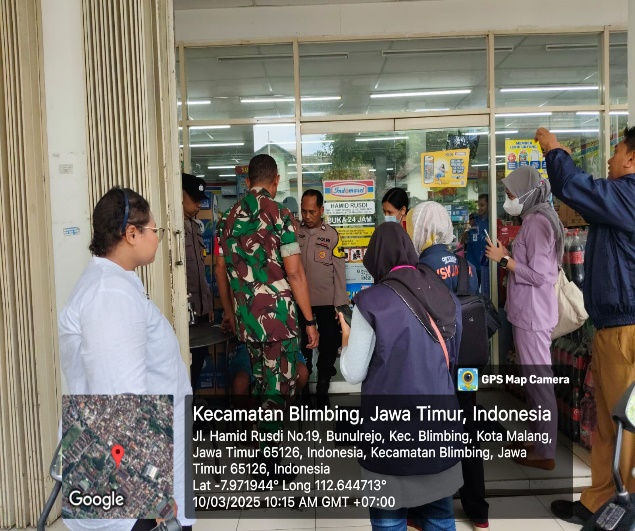 Indomaret
HAMID RUSDI
BUKA 24 JAM
POLISI
GPS Map Camera
Kecamatan Blimbing, Jawa Timur, Indonesia
Jl. Hamid Rusdi No.19, Bunulrejo, Kec. Blimbing, Kota Malang,
Jawa Timur 65126, Indonesia, Kecamatan Blimbing, Jawa
Timur 65126, Indonesia
Lat -7.971944° Long 112.644713°
10/03/2025 10:15 AM GMT +07:00
Google